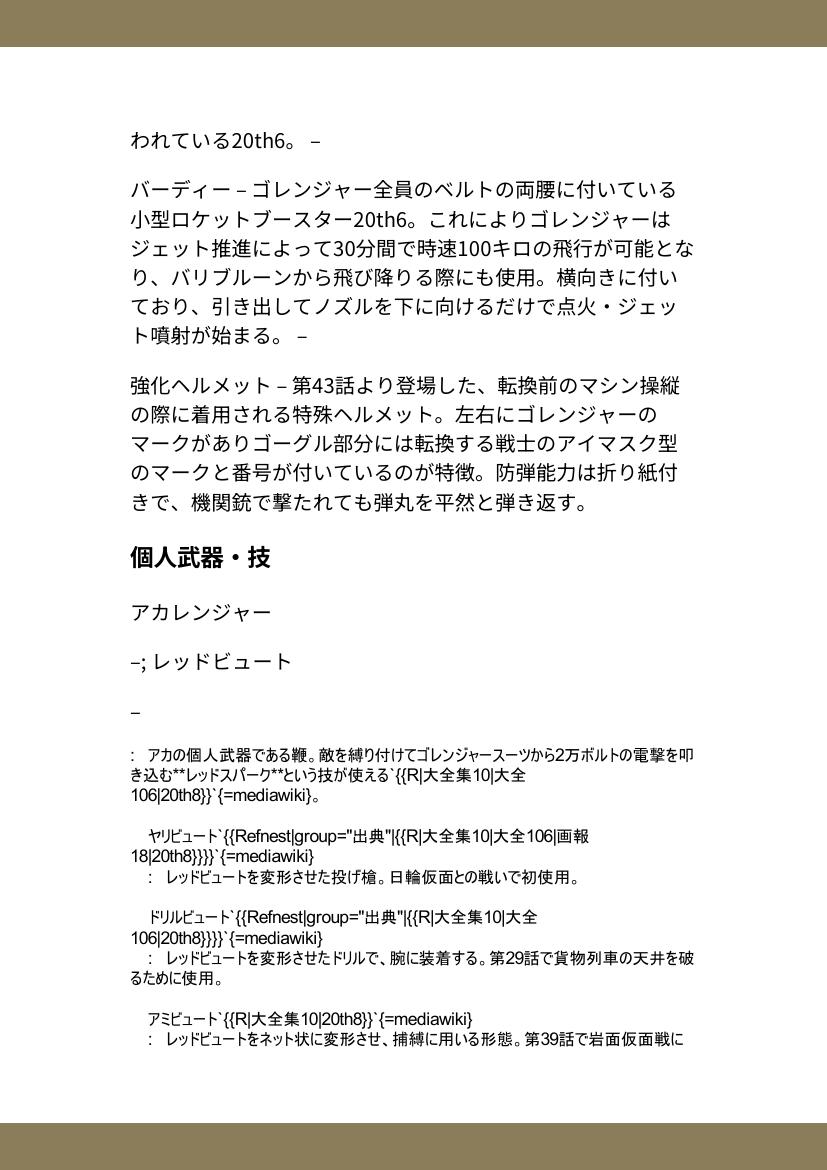 われている20th6。 –
バーディー – ゴレンジャー全員のベルトの両腰に付いている
小型ロケットブースター20th6。これによりゴレンジャーは
ジェット推進によって30分間で時速100キロの飛行が可能とな
り、バリブルーンから飛び降りる際にも使用。横向きに付い
ており、引き出してノズルを下に向けるだけで点火・ジェッ
ト噴射が始まる。 –
強化ヘルメット – 第43話より登場した、転換前のマシン操縦
の際に着用される特殊ヘルメット。左右にゴレンジャーの
マークがありゴーグル部分には転換する戦士のアイマスク型
のマークと番号が付いているのが特徴。防弾能力は折り紙付
きで、機関銃で撃たれても弾丸を平然と弾き返す。
個人武器・技
アカレンジャー
–; レッドビュート
–
:   アカの個人武器である鞭。敵を縛り付けてゴレンジャースーツから2万ボルトの電撃を叩
き込む**レッドスパーク**という技が使える`{{R|大全集10|大全
106|20th8}}`{=mediawiki}。
ヤリビュート`{{Refnest|group="出典"|{{R|大全集10|大全106|画報
18|20th8}}}}`{=mediawiki}
:   レッドビュートを変形させた投げ槍。日輪仮面との戦いで初使用。
ドリルビュート`{{Refnest|group="出典"|{{R|大全集10|大全
106|20th8}}}}`{=mediawiki}
:   レッドビュートを変形させたドリルで、腕に装着する。第29話で貨物列車の天井を破
るために使用。
アミビュート`{{R|大全集10|20th8}}`{=mediawiki}
:   レッドビュートをネット状に変形させ、捕縛に用いる形態。第39話で岩面仮面戦に